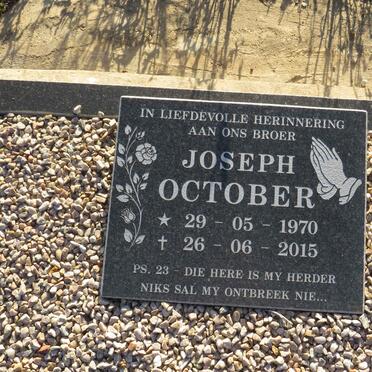 IN LIEFDEVOLLE HERINNERING
AAN ONS BROER
JOSEPH
OCTOBER
★ 29 - 05 - 1970
✝ 26 - 06 - 2015
PS. 23 - DIE HERE IS MY HERDER
NIKS SAL MY ONTBREEK NIE...